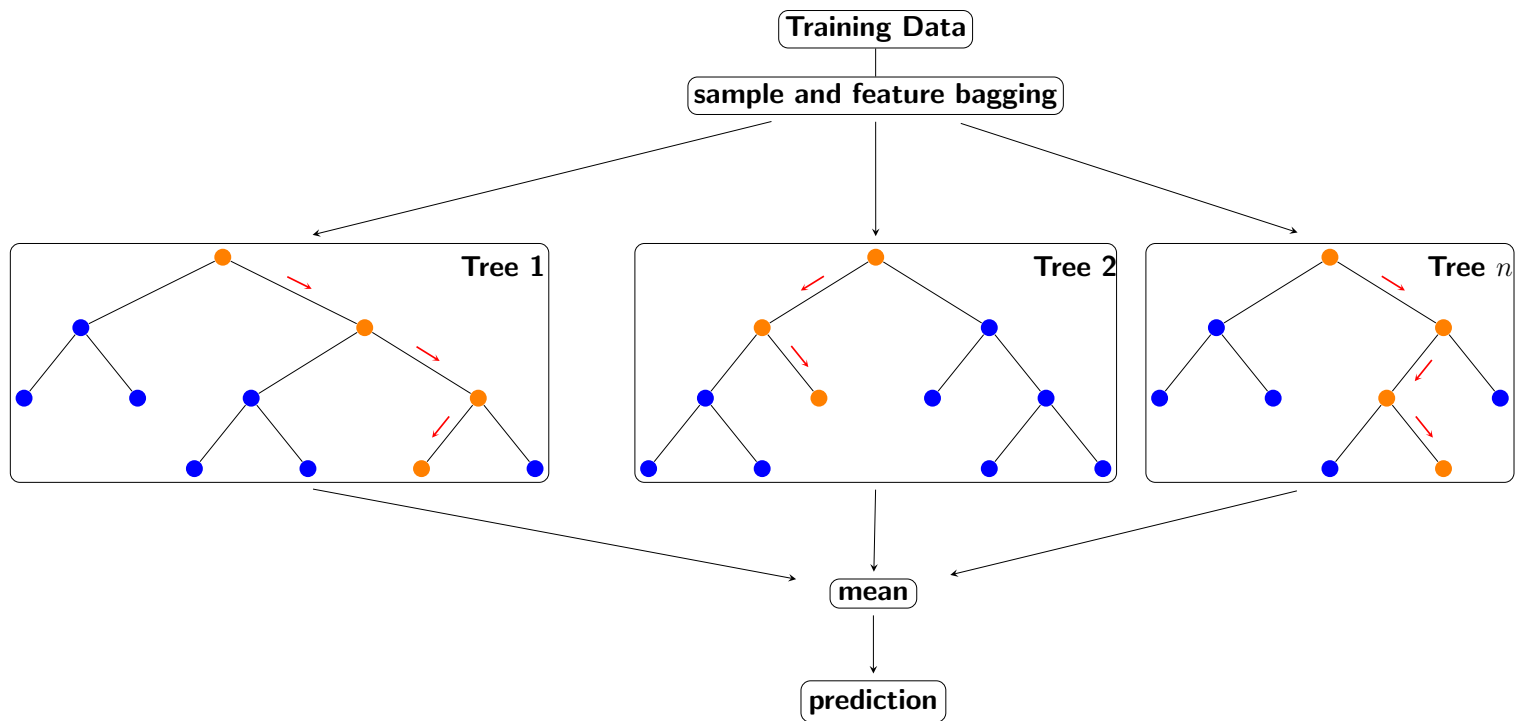 Training Data
sample and feature bagging
Tree 1
Tree 2
Tree n
mean
prediction